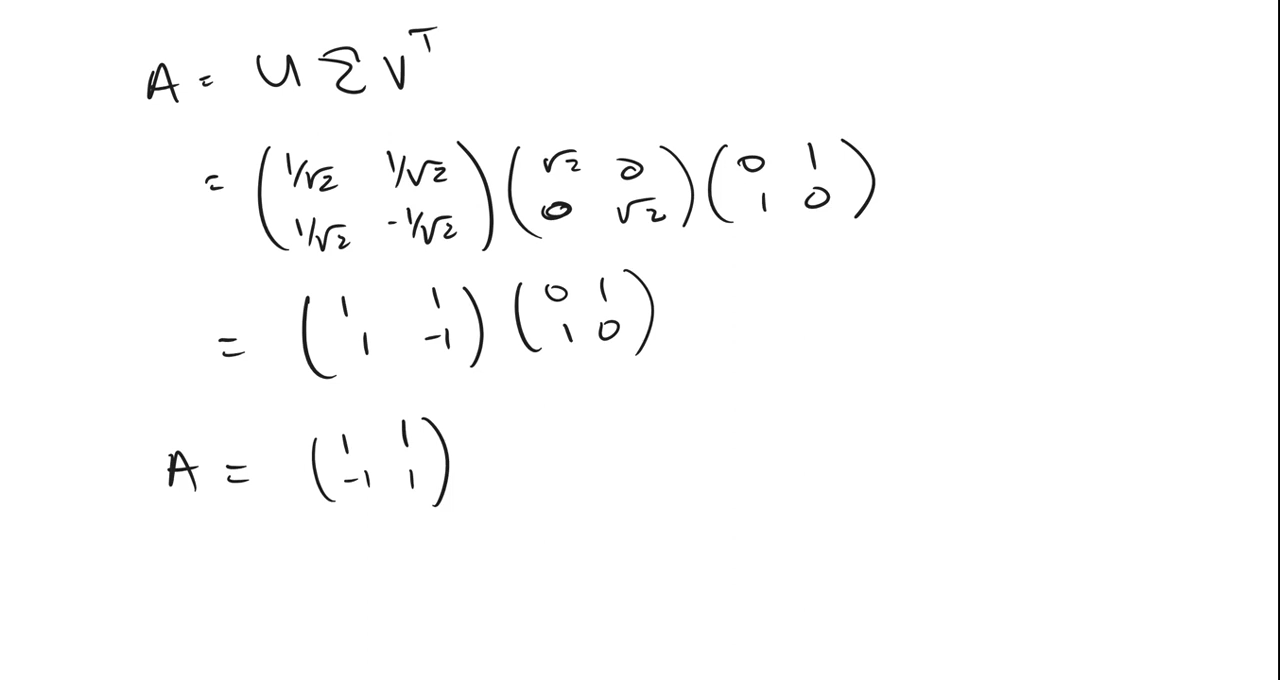 A = U Σ V^T
= ( 1/√2 1/√2 ; 1/√2 -1/√2 ) ( √2 0 ; 0 √2 ) ( 0 1 ; 1 0 )
= ( 1 1 ; 1 -1 ) ( 0 1 ; 1 0 )
A = ( 1 1 ; -1 1 )